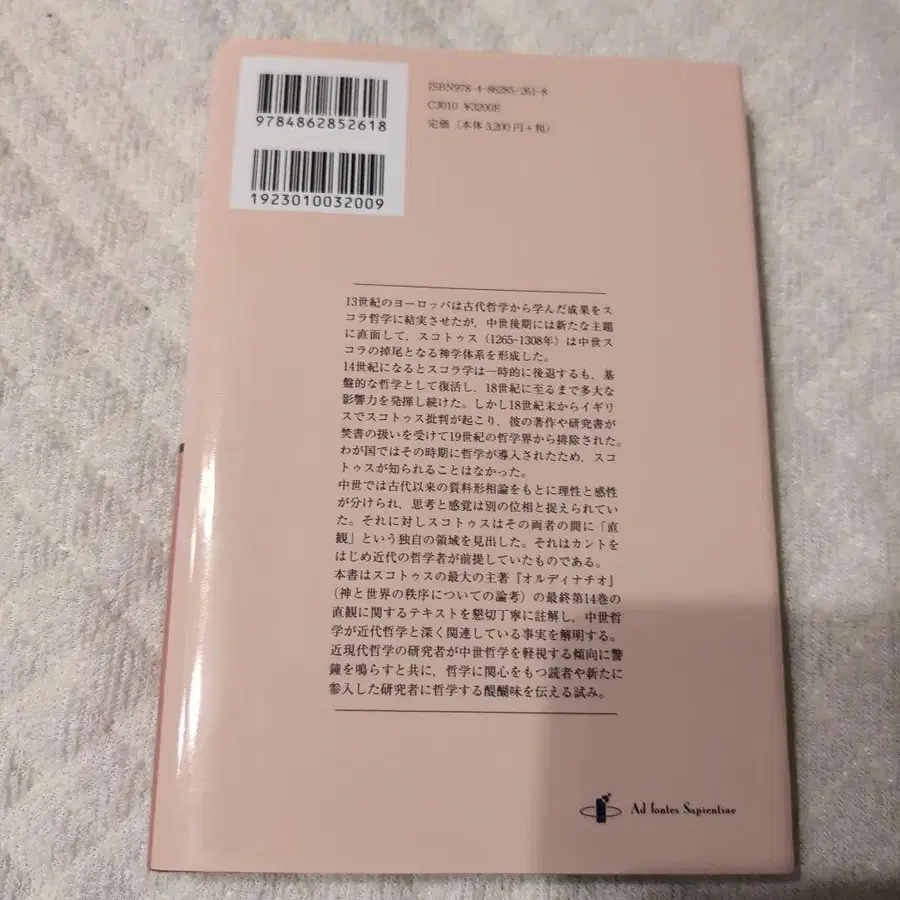 ISBN978-4-86285-261-8
C3010 ¥3200E
定価（本体3,200円+税）
9784862852618
1923010032009
13世紀のヨーロッパは古代哲学から学んだ成果をス
コラ哲学に結実させたが，中世後期には新たな主題
に直面して，スコトゥス（1265-1308年）は中世ス
コラの掉尾となる神学体系を形成した。
14世紀になるとスコラ学は一時的に後退するも，基
盤的な哲学として復活し，18世紀に至るまで多大な
影響力を発揮し続けた。しかし18世紀末からイギリ
スでスコトゥス批判が起こり，彼の著作や研究書が
焚書の扱いを受けて19世紀の哲学界から排除された。
わが国ではその時期に哲学が導入されたため，スコ
トゥスが知られることはなかった。
中世では古代以来の質料形相論をもとに理性と感性
が分けられ，思考と感覚は別の位相と捉えられてい
た。それに対しスコトゥスはその両者の間に「直
観」という独自の領域を見出した。それはカントを
はじめ近代の哲学者が前提していたものである。
本書はスコトゥスの最大の主著『オルディナチオ』
（神と世界の秩序についての論考）の最終第14巻の
直観に関するテキストを懇切丁寧に註解し，中世哲
学が近代哲学と深く関連している事実を解明する。
近現代哲学の研究者が中世哲学を軽視する傾向に警
鐘を鳴らすと共に，哲学に関心をもつ読者や新たに
参入した研究者に哲学する醍醐味を伝える試み。
Ad fontes Sapientiae